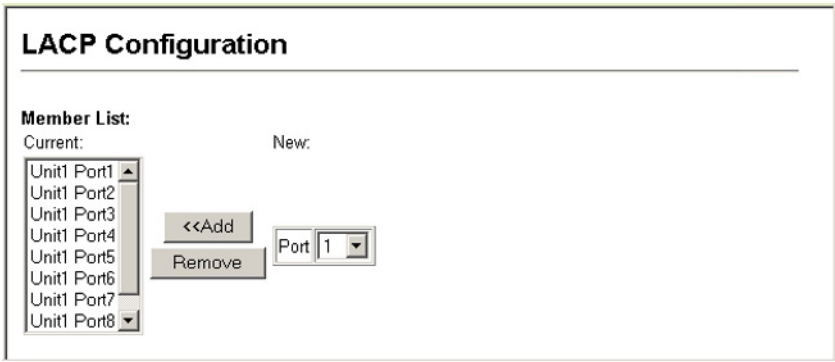 LACP Configuration
Member List:
Current:
New:
Unit1 Port1
Unit1 Port2
Unit1 Port3
Unit1 Port4
Unit1 Port5
Unit1 Port6
Unit1 Port7
Unit1 Port8
<<Add
Remove
Port 1